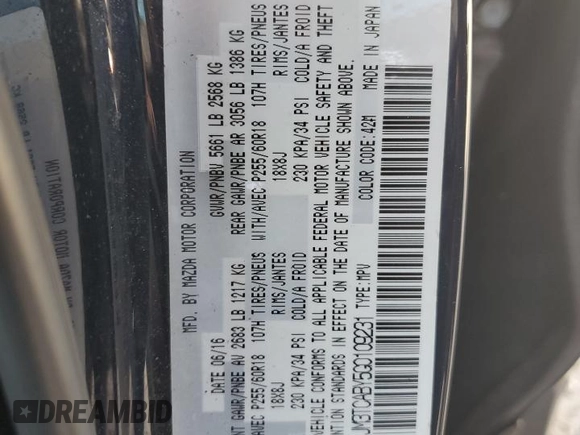 MFD. BY MAZDA MOTOR CORPORATION
DATE 06/16 GVWR/PNBV 5661 LB 2568 KG
GAWR/PNBE AV 2683 LB 1217 KG REAR GAWR/PNBE AR 3056 LB 1386 KG
P255/60R18 107H TIRES/PNEUS WITH/AVEC P255/60R18 107H TIRES/PNEUS
18X8J RIMS/JANTES 18X8J RIMS/JANTES
230 KPA/34 PSI COLD/A FROID 230 KPA/34 PSI COLD/A FROID
VEHICLE CONFORMS TO ALL APPLICABLE FEDERAL MOTOR VEHICLE SAFETY AND THEFT
STANDARDS IN EFFECT ON THE DATE OF MANUFACTURE SHOWN ABOVE.
COLOR CODE: 42M MADE IN JAPAN
JM3TCABY5G0109231 TYPE: MPV
CARDEALERSCLUB